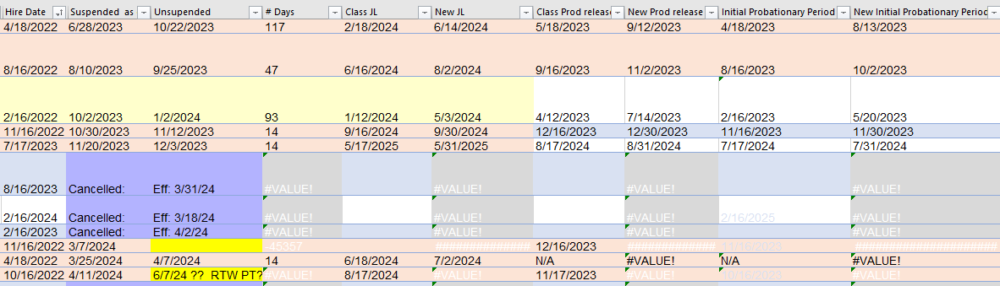 Hire Date Suspended as Unsuspended # Days Class JL New JL Class Prod releas New Prod release Initial Probationary Period New Initial Probationary Period
4/18/2022 6/28/2023 10/22/2023 117 2/18/2024 6/14/2024 5/18/2023 9/12/2023 4/18/2023 8/13/2023
8/16/2022 8/10/2023 9/25/2023 47 6/16/2024 8/2/2024 9/16/2023 11/2/2023 8/16/2023 10/2/2023
2/16/2022 10/2/2023 1/2/2024 93 1/12/2024 5/3/2024 4/12/2023 7/14/2023 2/16/2023 5/20/2023
11/16/2022 10/30/2023 11/12/2023 14 9/16/2024 9/30/2024 12/16/2023 12/30/2023 11/16/2023 11/30/2023
7/17/2023 11/20/2023 12/3/2023 14 5/17/2025 5/31/2025 8/17/2024 8/31/2024 7/17/2024 7/31/2024
8/16/2023 Cancelled: Eff: 3/31/24 #VALUE! #VALUE! #VALUE! #VALUE!
2/16/2024 Cancelled: Eff: 3/18/24 #VALUE! #VALUE! #VALUE! 2/16/2025 #VALUE!
2/16/2023 Cancelled: Eff: 4/2/24 #VALUE! #VALUE! #VALUE! #VALUE!
11/16/2022 3/7/2024 -45357 ############## 12/16/2023 ############# 11/16/2023 #####################
4/18/2022 3/25/2024 4/7/2024 14 6/18/2024 7/2/2024 N/A #VALUE! N/A #VALUE!
10/16/2022 4/11/2024 6/7/24 ?? RTW PT? #VALUE! 8/17/2024 #VALUE! 11/17/2023 #VALUE! 10/16/2023 #VALUE!